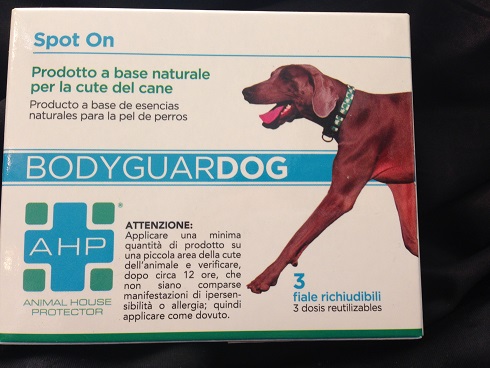 Spot On
Prodotto a base naturale
per la cute del cane
Producto a base de esencias
naturales para la pel de perros
BODYGUARDOG
AHP
®
ANIMAL HOUSE
PROTECTOR
ATTENZIONE:
Applicare una minima
quantità di prodotto su
una piccola area della cute
dell'animale e verificare,
dopo circa 12 ore, che
non siano comparse
manifestazioni di ipersen-
sibilità o allergia; quindi
applicare come dovuto.
3
fiale richiudibili
3 dosis reutilizables